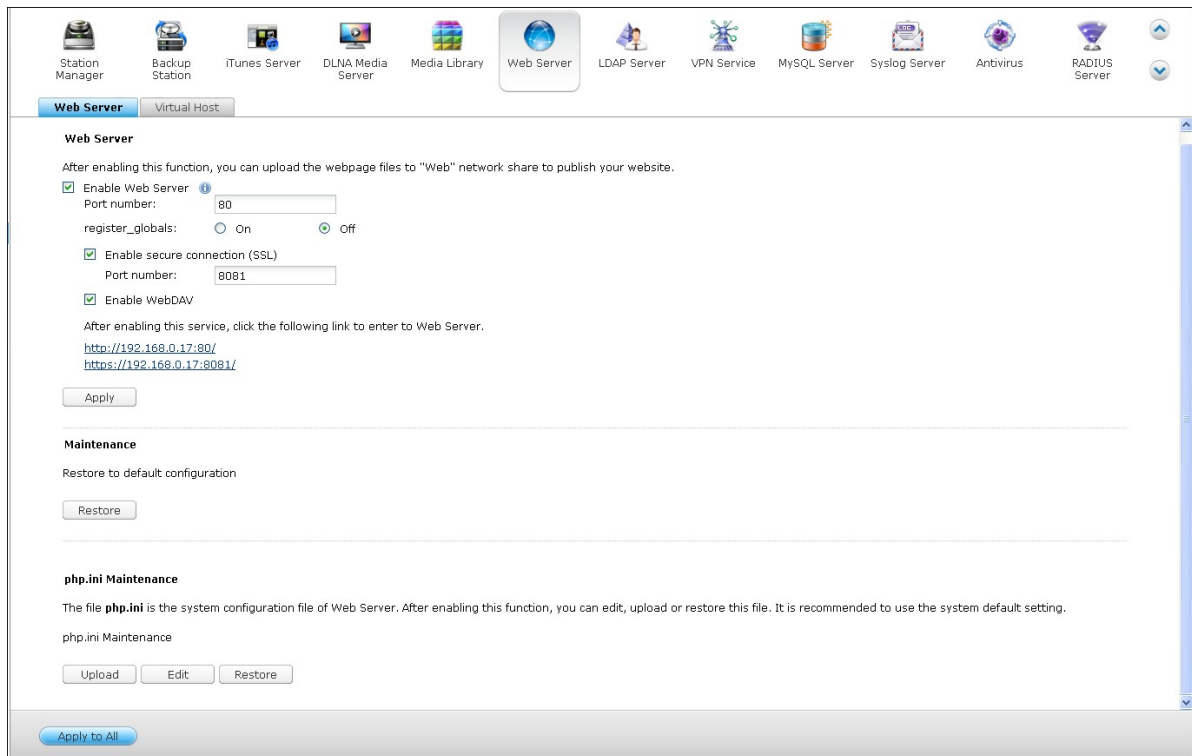 Station Manager
Backup Station
iTunes Server
DLNA Media Server
Media Library
Web Server
LDAP Server
VPN Service
MySQL Server
Syslog Server
Antivirus
RADIUS Server
Web Server
Virtual Host
Web Server
After enabling this function, you can upload the webpage files to "Web" network share to publish your website.
Enable Web Server
Port number: 80
register_globals: On Off
Enable secure connection (SSL)
Port number: 8081
Enable WebDAV
After enabling this service, click the following link to enter to Web Server.
http://192.168.0.17:80/
https://192.168.0.17:8081/
Apply
Maintenance
Restore to default configuration
Restore
php.ini Maintenance
The file php.ini is the system configuration file of Web Server. After enabling this function, you can edit, upload or restore this file. It is recommended to use the system default setting.
php.ini Maintenance
Upload Edit Restore
Apply to All